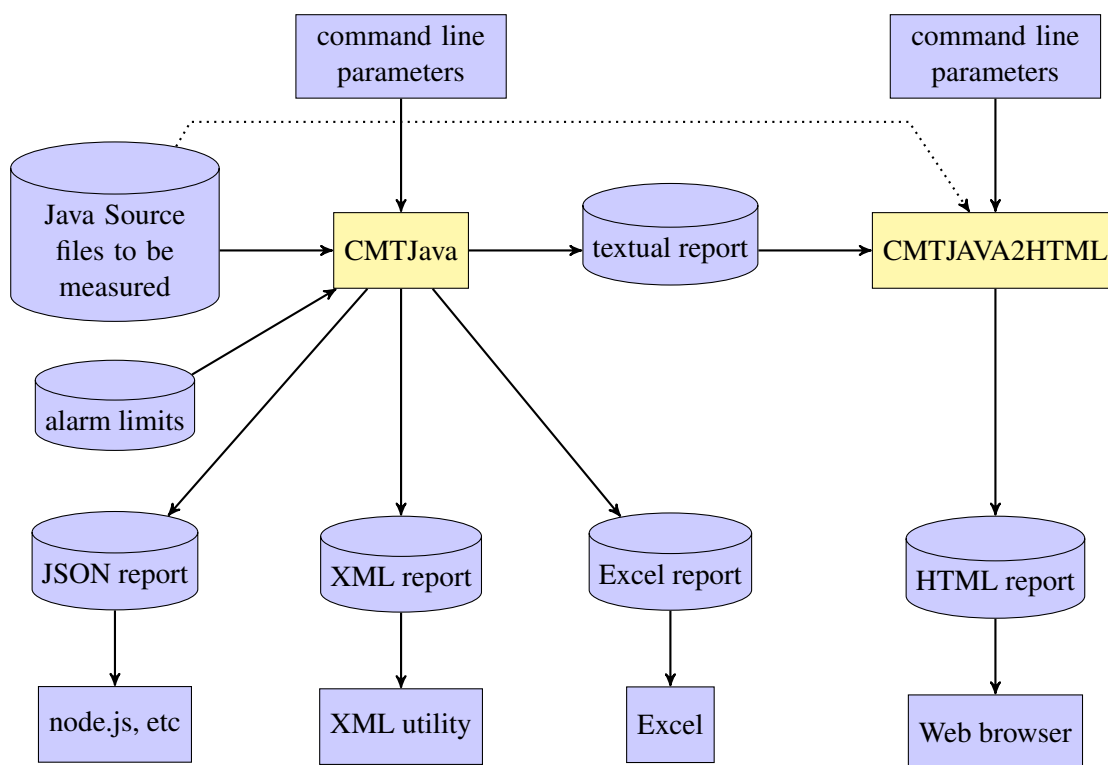 command line
parameters
command line
parameters
Java Source
files to be
measured
CMTJava
textual report
CMTJAVA2HTML
alarm limits
JSON report
XML report
Excel report
HTML report
node.js, etc
XML utility
Excel
Web browser